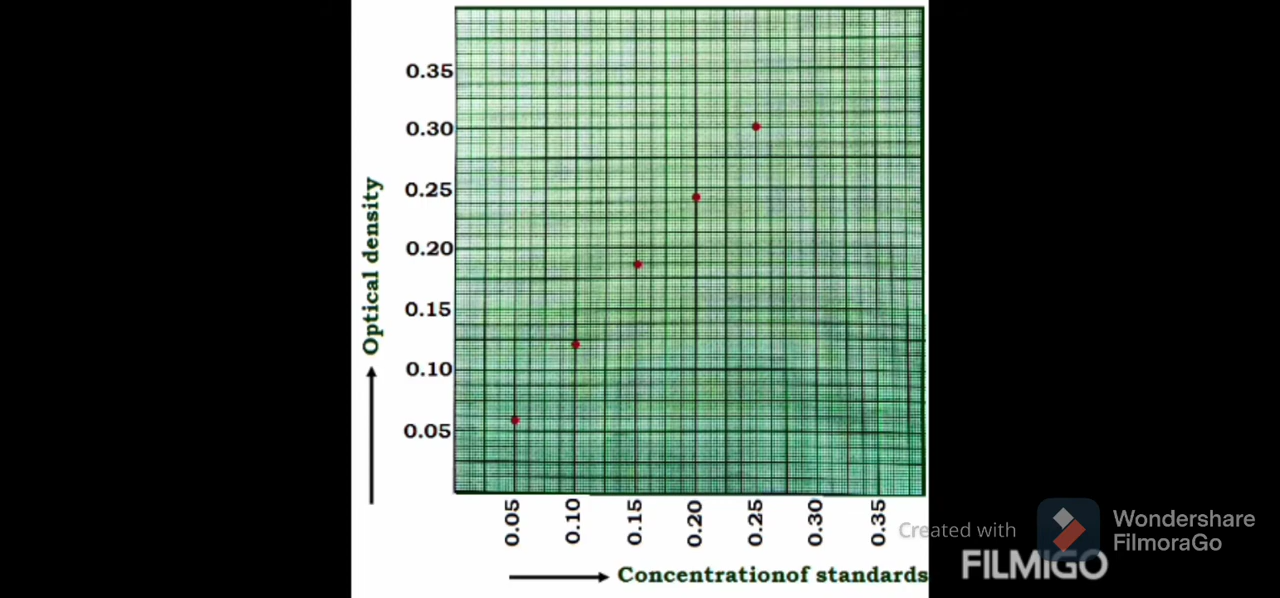 0.35
0.30
0.25
0.20
0.15
0.10
0.05
Optical density
0.05 0.10 0.15 0.20 0.25 0.30 0.35
Concentrationof standards
Created with
Wondershare
FilmoraGo
FILMIGO